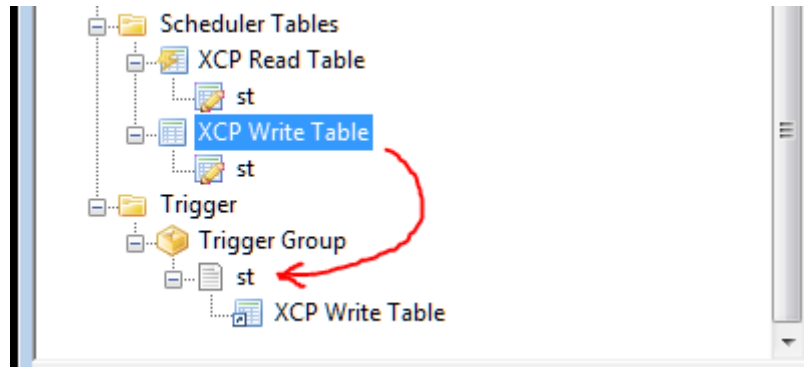 Scheduler Tables
XCP Read Table
st
XCP Write Table
st
Trigger
Trigger Group
st
XCP Write Table